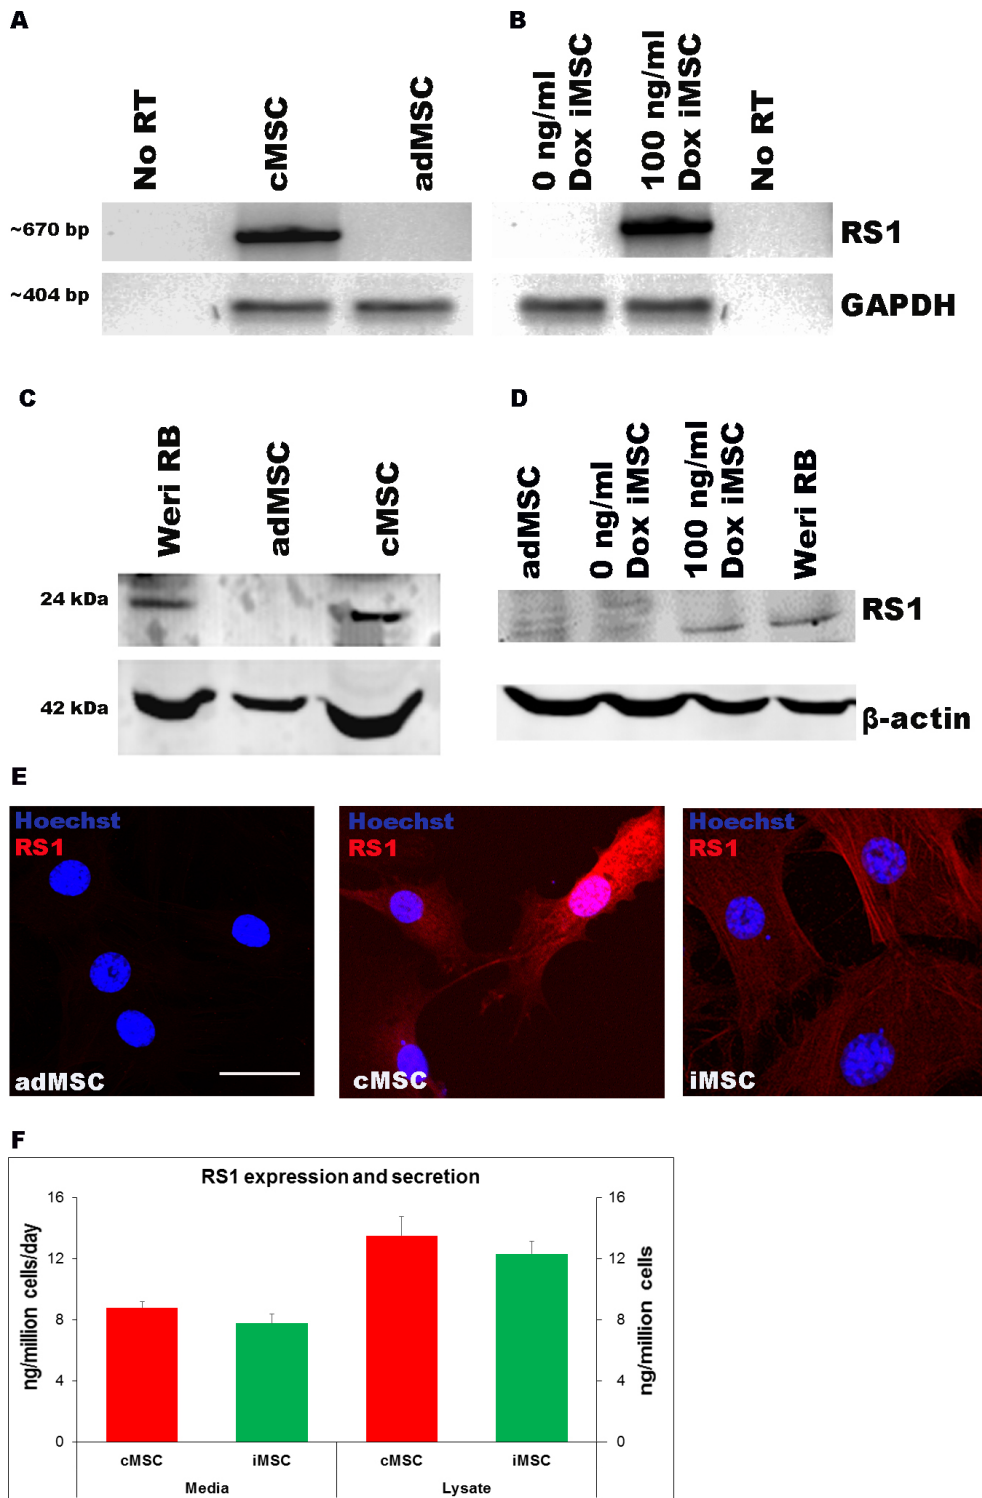 A
No RT
cMSC
adMSC
~670 bp
~404 bp
B
0 ng/ml
Dox iMSC
100 ng/ml
Dox iMSC
No RT
RS1
GAPDH
C
Weri RB
adMSC
cMSC
24 kDa
42 kDa
D
adMSC
0 ng/ml
Dox iMSC
100 ng/ml
Dox iMSC
Weri RB
RS1
β-actin
E
Hoechst
RS1
adMSC
Hoechst
RS1
cMSC
Hoechst
RS1
iMSC
F
RS1 expression and secretion
ng/million cells/day
16
12
8
4
0
16
12
8
4
0
ng/million cells
cMSC iMSC cMSC iMSC
Media Lysate